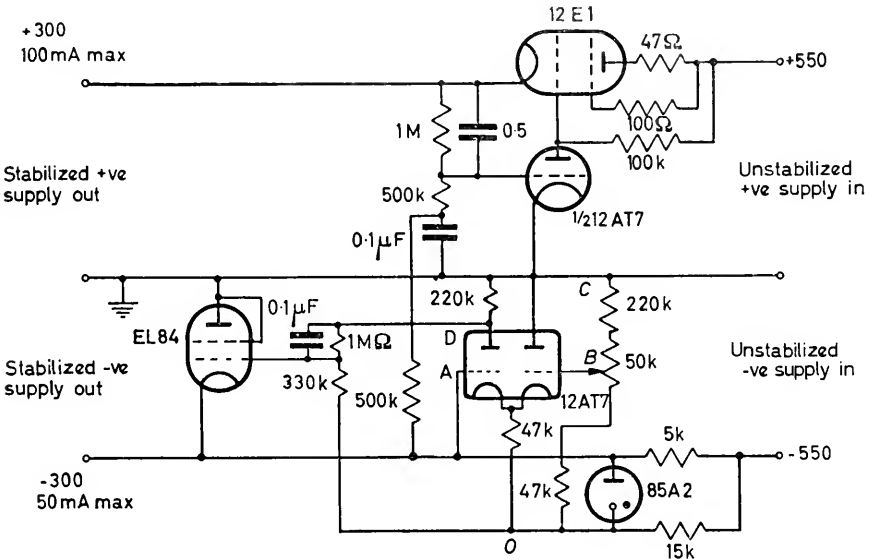 12E1
+300
100mA max
47Ω
+550
1M
0·5
100Ω
100k
Stabilized +ve
supply out
500k
½12AT7
Unstabilized
+ve supply in
0·1μF
220k
C
220k
EL84
0·1μF
1MΩ
D
50k
Stabilized -ve
supply out
A
B
Unstabilized
-ve supply in
330k
500k
12AT7
47k
5k
-550
-300
50mA max
47k
85A2
O
15k